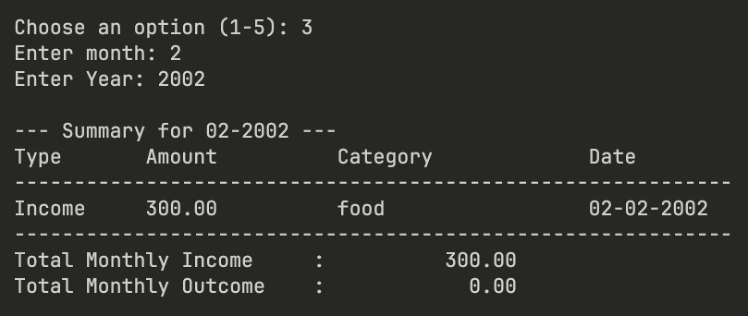 Choose an option (1-5): 3
Enter month: 2
Enter Year: 2002

--- Summary for 02-2002 ---
Type       Amount          Category             Date
------------------------------------------------------------
Income     300.00          food                 02-02-2002
------------------------------------------------------------
Total Monthly Income     :          300.00
Total Monthly Outcome    :            0.00